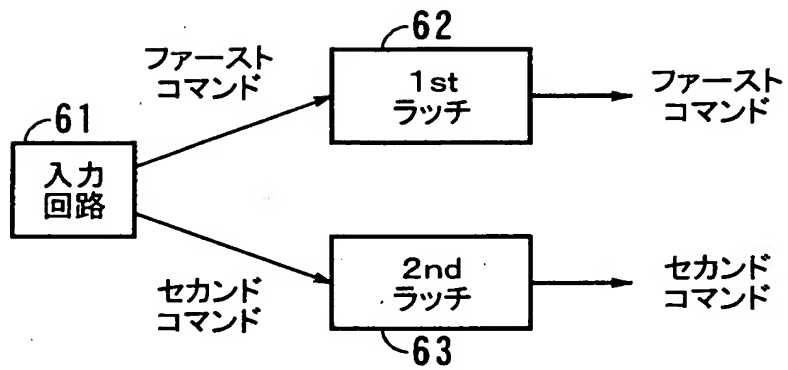 62
ファースト
コマンド
1st
ラッチ
ファースト
コマンド
61
入力
回路
セカンド
コマンド
2nd
ラッチ
セカンド
コマンド
63